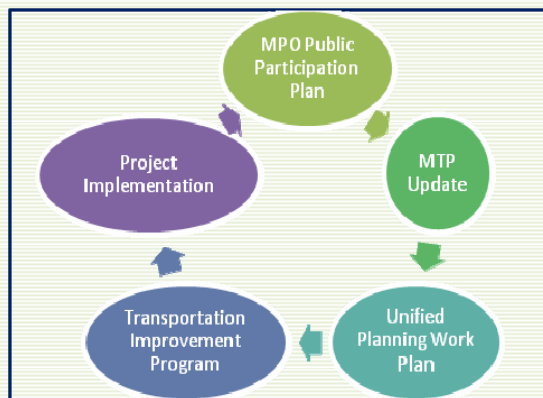 MPO Public
Participation
Plan
MTP
Update
Unified
Planning Work
Plan
Transportation
Improvement
Program
Project
Implementation